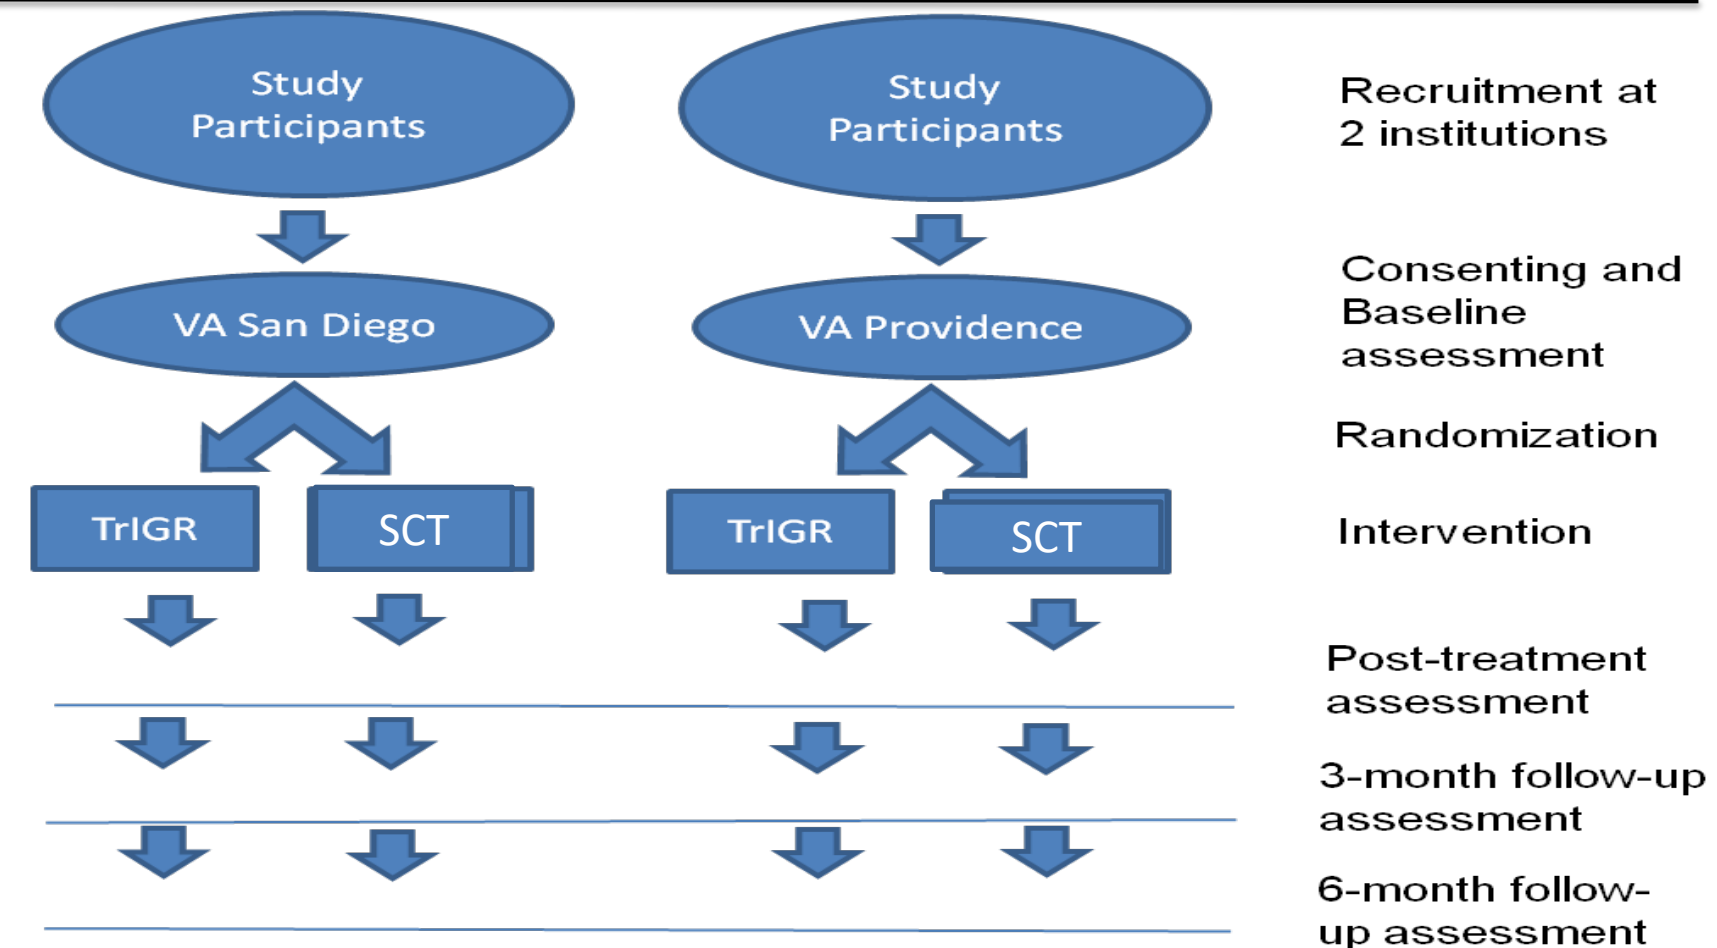 Study
Participants
Study
Participants
Recruitment at
2 institutions
VA San Diego
VA Providence
Consenting and
Baseline
assessment
Randomization
TrIGR
SCT
TrIGR
SCT
Intervention
Post-treatment
assessment
3-month follow-up
assessment
6-month follow-
up assessment